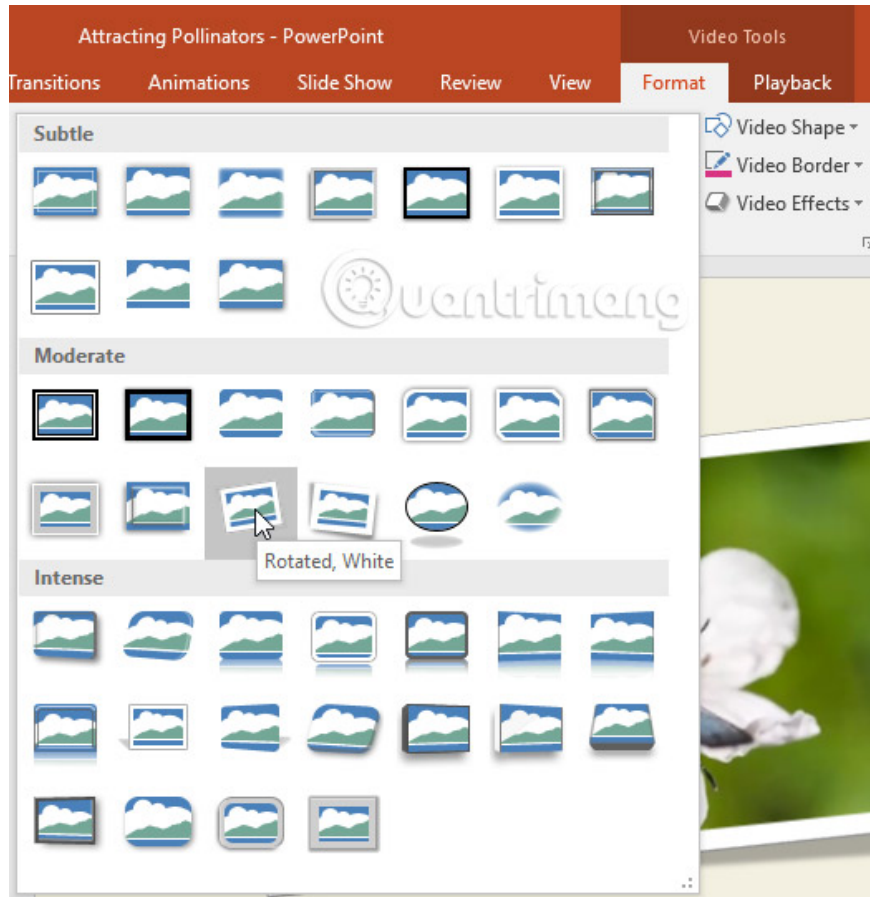 Attracting Pollinators - PowerPoint
Video Tools
Transitions Animations Slide Show Review View Format Playback
Subtle
Video Shape
Video Border
Video Effects
Quantrimang
Moderate
Rotated, White
Intense